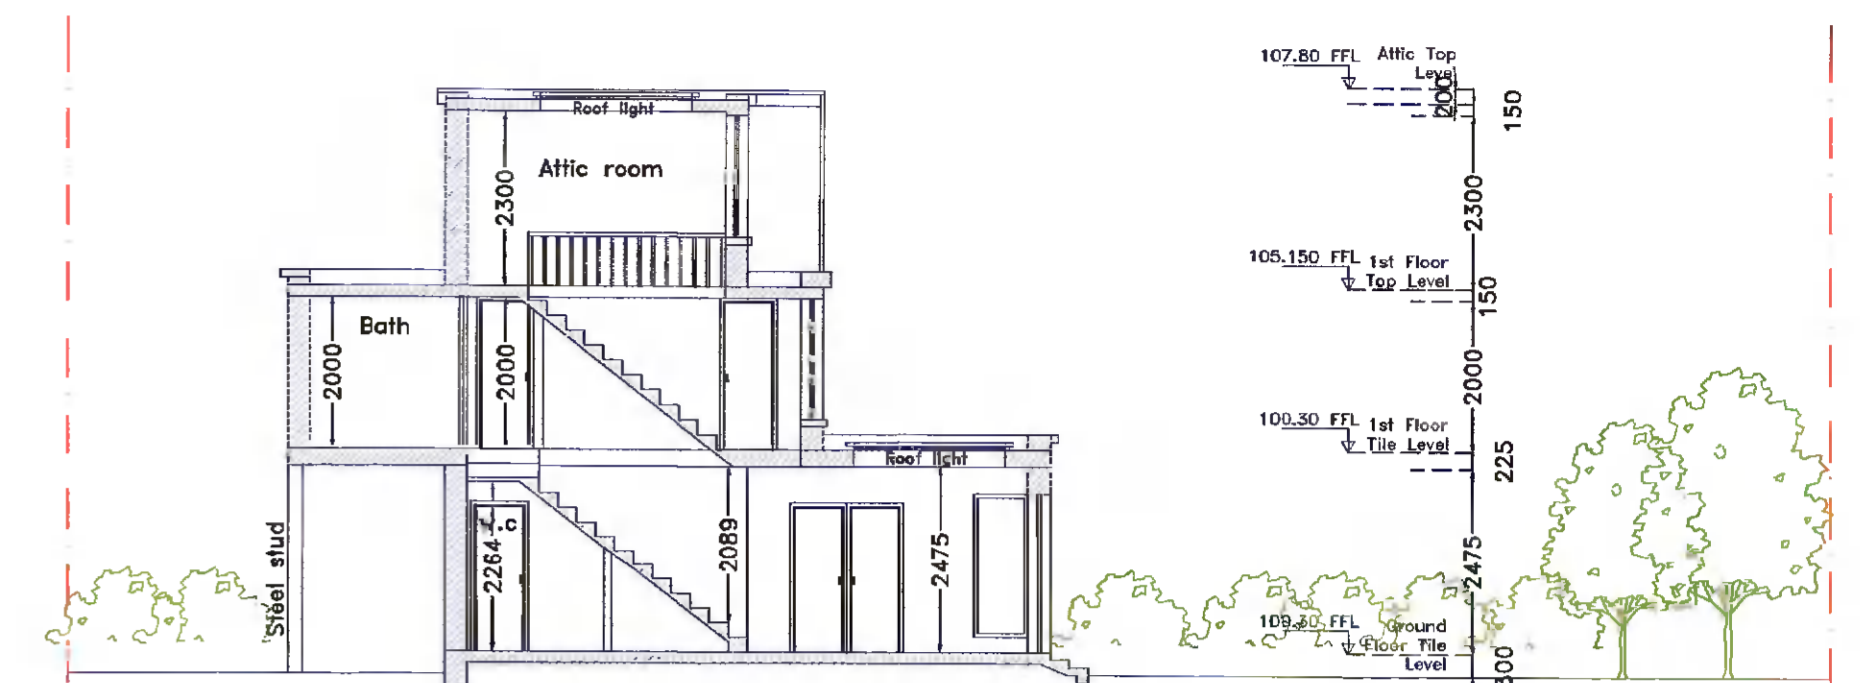 107.80 FFL Attic Top
Level
200
150
Roof light
Attic room
2300
2300
105.150 FFL 1st Floor
Top Level
150
Bath
2000
2000
2000
100.30 FFL 1st Floor
Tile Level
Roof light
225
Steel stud
2264
2089
2475
2475
FFL Ground
Floor Tile
Level